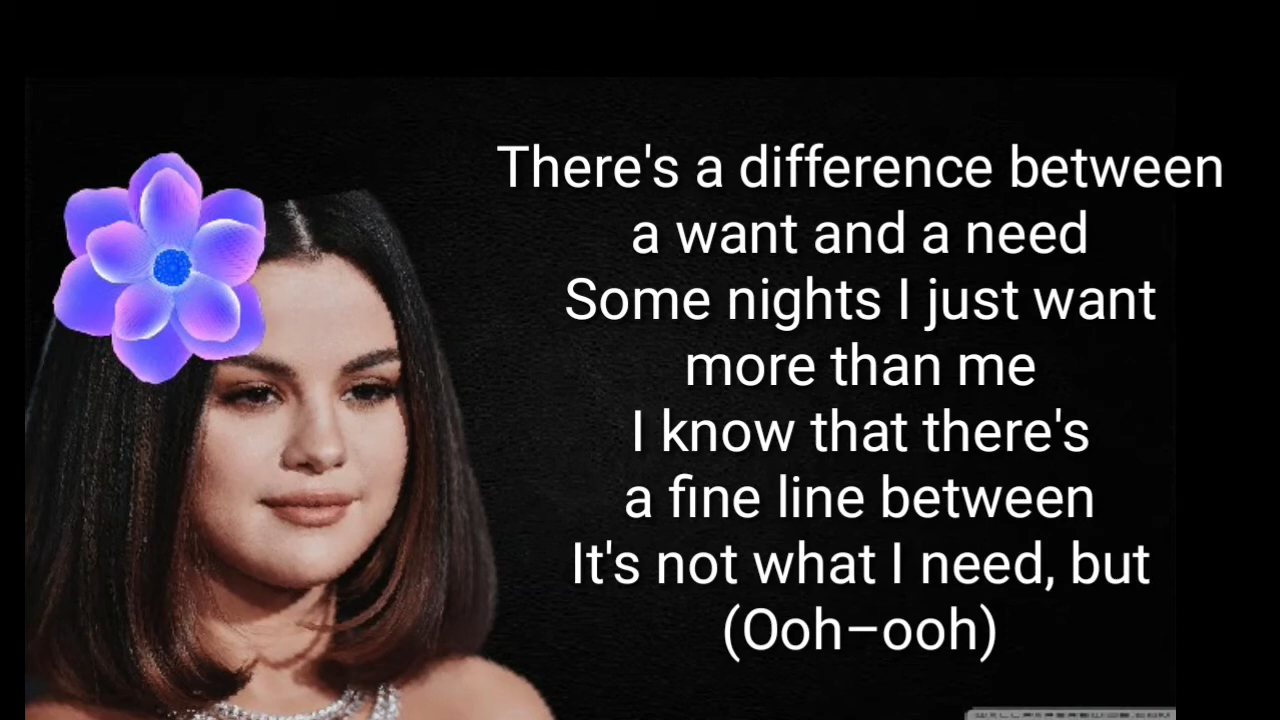 There's a difference between
a want and a need
Some nights I just want
more than me
I know that there's
a fine line between
It's not what I need, but
(Ooh–ooh)